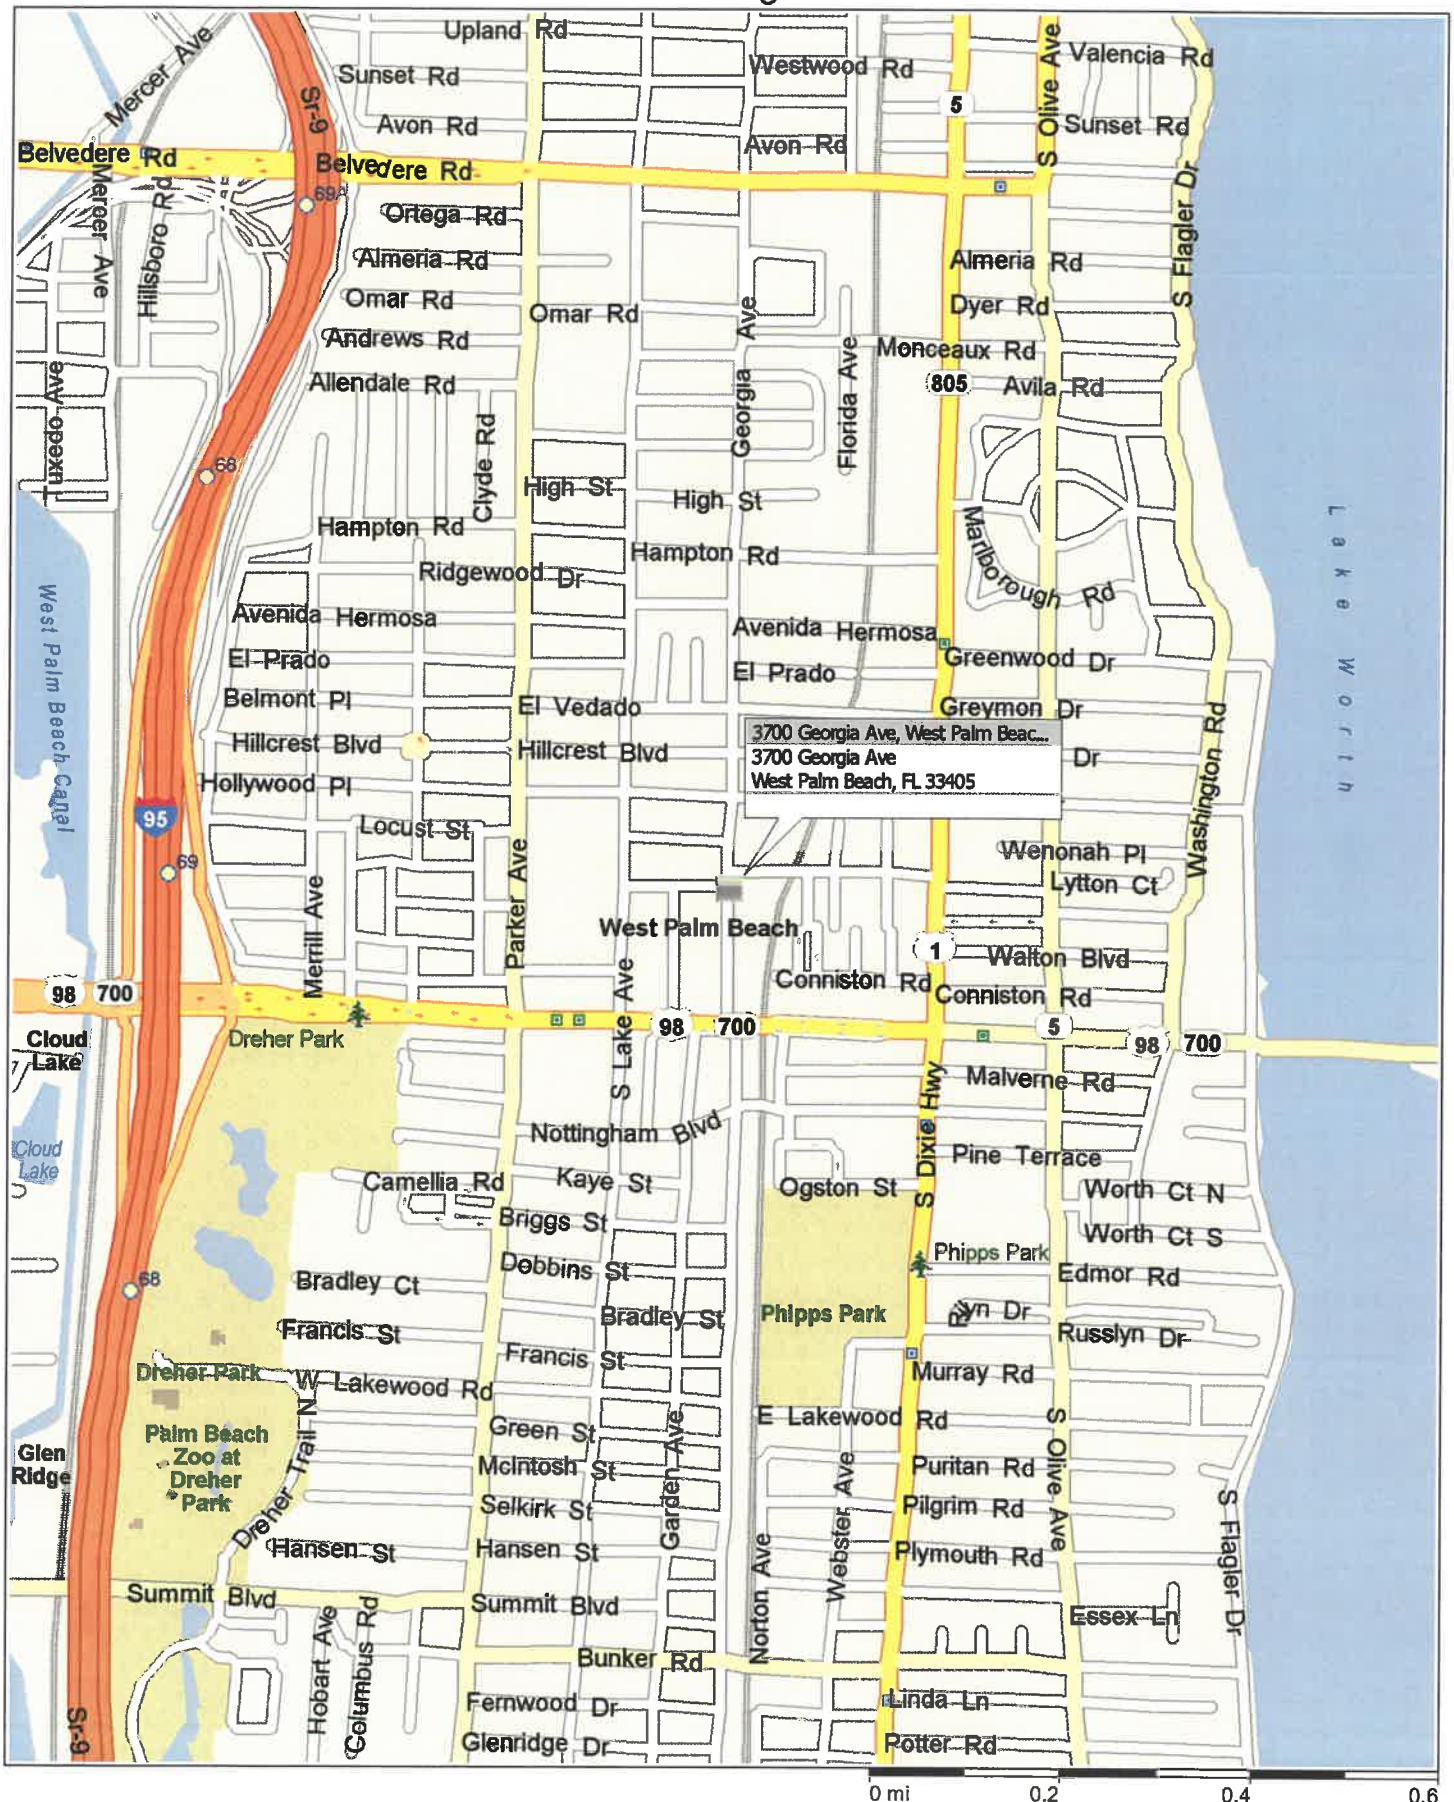 Upland Rd
Valencia Rd
Mercer Ave
Sunset Rd
Westwood Rd
S Olive Ave
Sr-9
5
Avon Rd
Sunset Rd
Avon Rd
Belvedere Rd
Belvedere Rd
Mercer Ave
Hillsboro Rd
69A
Ortega Rd
S Flagler Dr
Almeria Rd
Almeria Rd
Omar Rd
Omar Rd
Dyer Rd
Andrews Rd
Georgia Ave
Florida Ave
Monceaux Rd
Allendale Rd
805
Avila Rd
Tuxedo Ave
Clyde Rd
68
High St
High St
Marlborough Rd
Lake Worth
Hampton Rd
Hampton Rd
Ridgewood Dr
West Palm Beach Canal
Avenida Hermosa
Avenida Hermosa
El Prado
El Prado
Greenwood Dr
Belmont Pl
El Vedado
Greymon Dr
Washington Rd
Hillcrest Blvd
Hillcrest Blvd
3700 Georgia Ave, West Palm Beac...
3700 Georgia Ave
West Palm Beach, FL 33405
Dr
Hollywood Pl
95
Locust St
69
Wenonah Pl
Lytton Ct
Merrill Ave
Parker Ave
West Palm Beach
1
Walton Blvd
98
700
S Lake Ave
Conniston Rd
Conniston Rd
Cloud
Lake
Dreher Park
98
700
5
98
700
S Dixie Hwy
Malverne Rd
Nottingham Blvd
Cloud
Lake
Pine Terrace
Camellia Rd
Kaye St
Ogston St
Worth Ct N
Briggs St
Worth Ct S
Phipps Park
Dobbins St
68
Bradley Ct
Edmor Rd
Bradley St
Phipps Park
yn Dr
Francis St
Russlyn Dr
Francis St
Dreher Park
W Lakewood Rd
Murray Rd
Palm Beach
Zoo at
Dreher
Park
Dreher Trail N
Green St
Garden Ave
E Lakewood Rd
S Olive Ave
Glen
Ridge
McIntosh St
Webster Ave
Puritan Rd
Selkirk St
Pilgrim Rd
S Flagler Dr
Hansen St
Hansen St
Norton Ave
Plymouth Rd
Summit Blvd
Summit Blvd
Essex Ln
Hobart Ave
Columbus Rd
Bunker Rd
Sr-9
Fernwood Dr
Linda Ln
Glenridge Dr
Potter Rd
0 mi
0.2
0.4
0.6